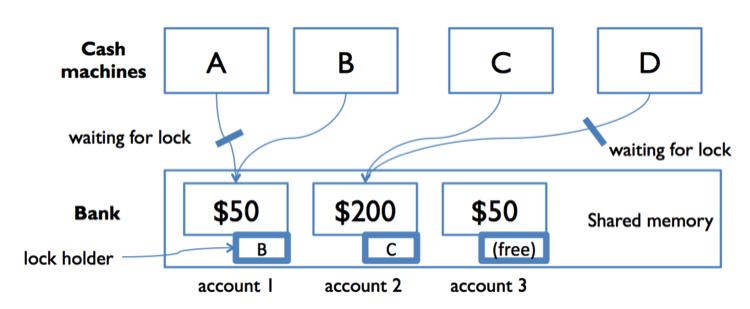 Cash
machines
A
B
C
D
waiting for lock
waiting for lock
Bank
$50
$200
$50
Shared memory
lock holder
B
C
(free)
account 1
account 2
account 3